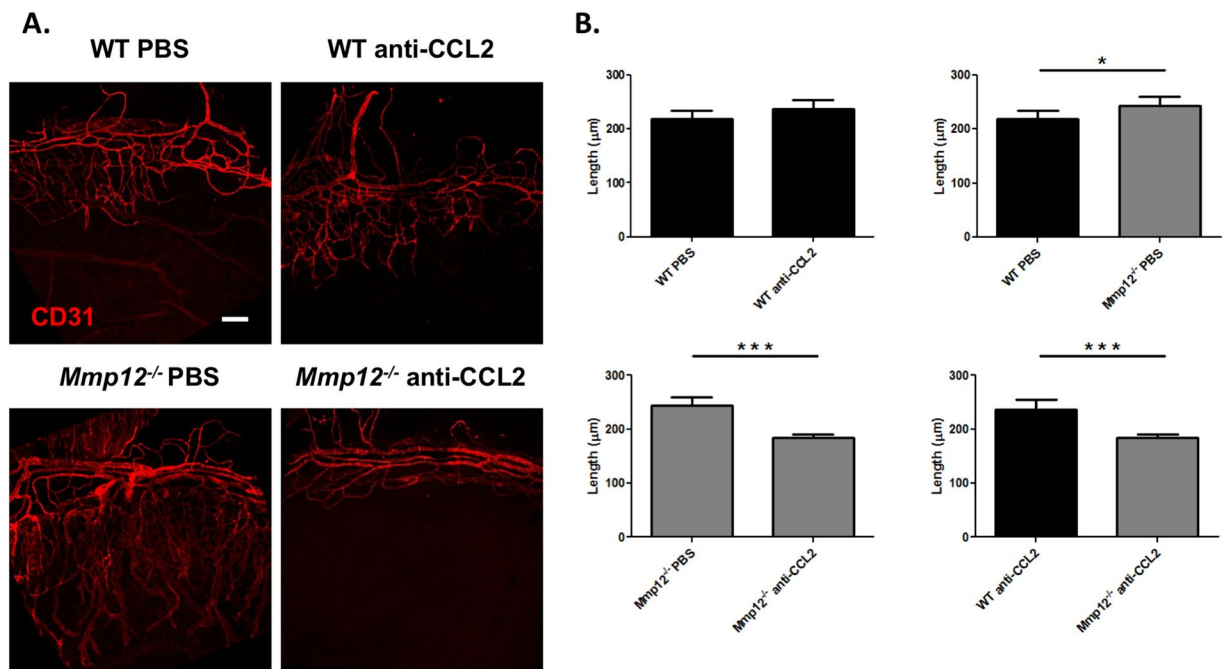 A.
WT PBS
WT anti-CCL2
CD31
Mmp12-/- PBS
Mmp12-/- anti-CCL2
B.
300
200
100
0
Length (µm)
WT PBS
WT anti-CCL2
*
300
200
100
0
Length (µm)
WT PBS
Mmp12-/- PBS
***
300
200
100
0
Length (µm)
Mmp12-/- PBS
Mmp12-/- anti-CCL2
***
300
200
100
0
Length (µm)
WT anti-CCL2
Mmp12-/- anti-CCL2